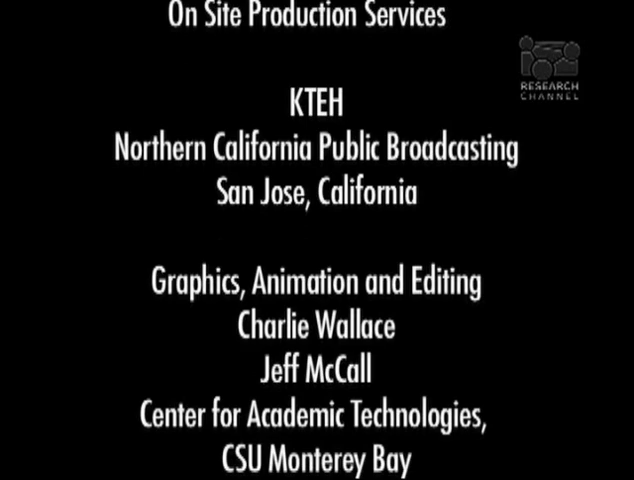 On Site Production Services
RESEARCH
CHANNEL
KTEH
Northern California Public Broadcasting
San Jose, California
Graphics, Animation and Editing
Charlie Wallace
Jeff McCall
Center for Academic Technologies,
CSU Monterey Bay